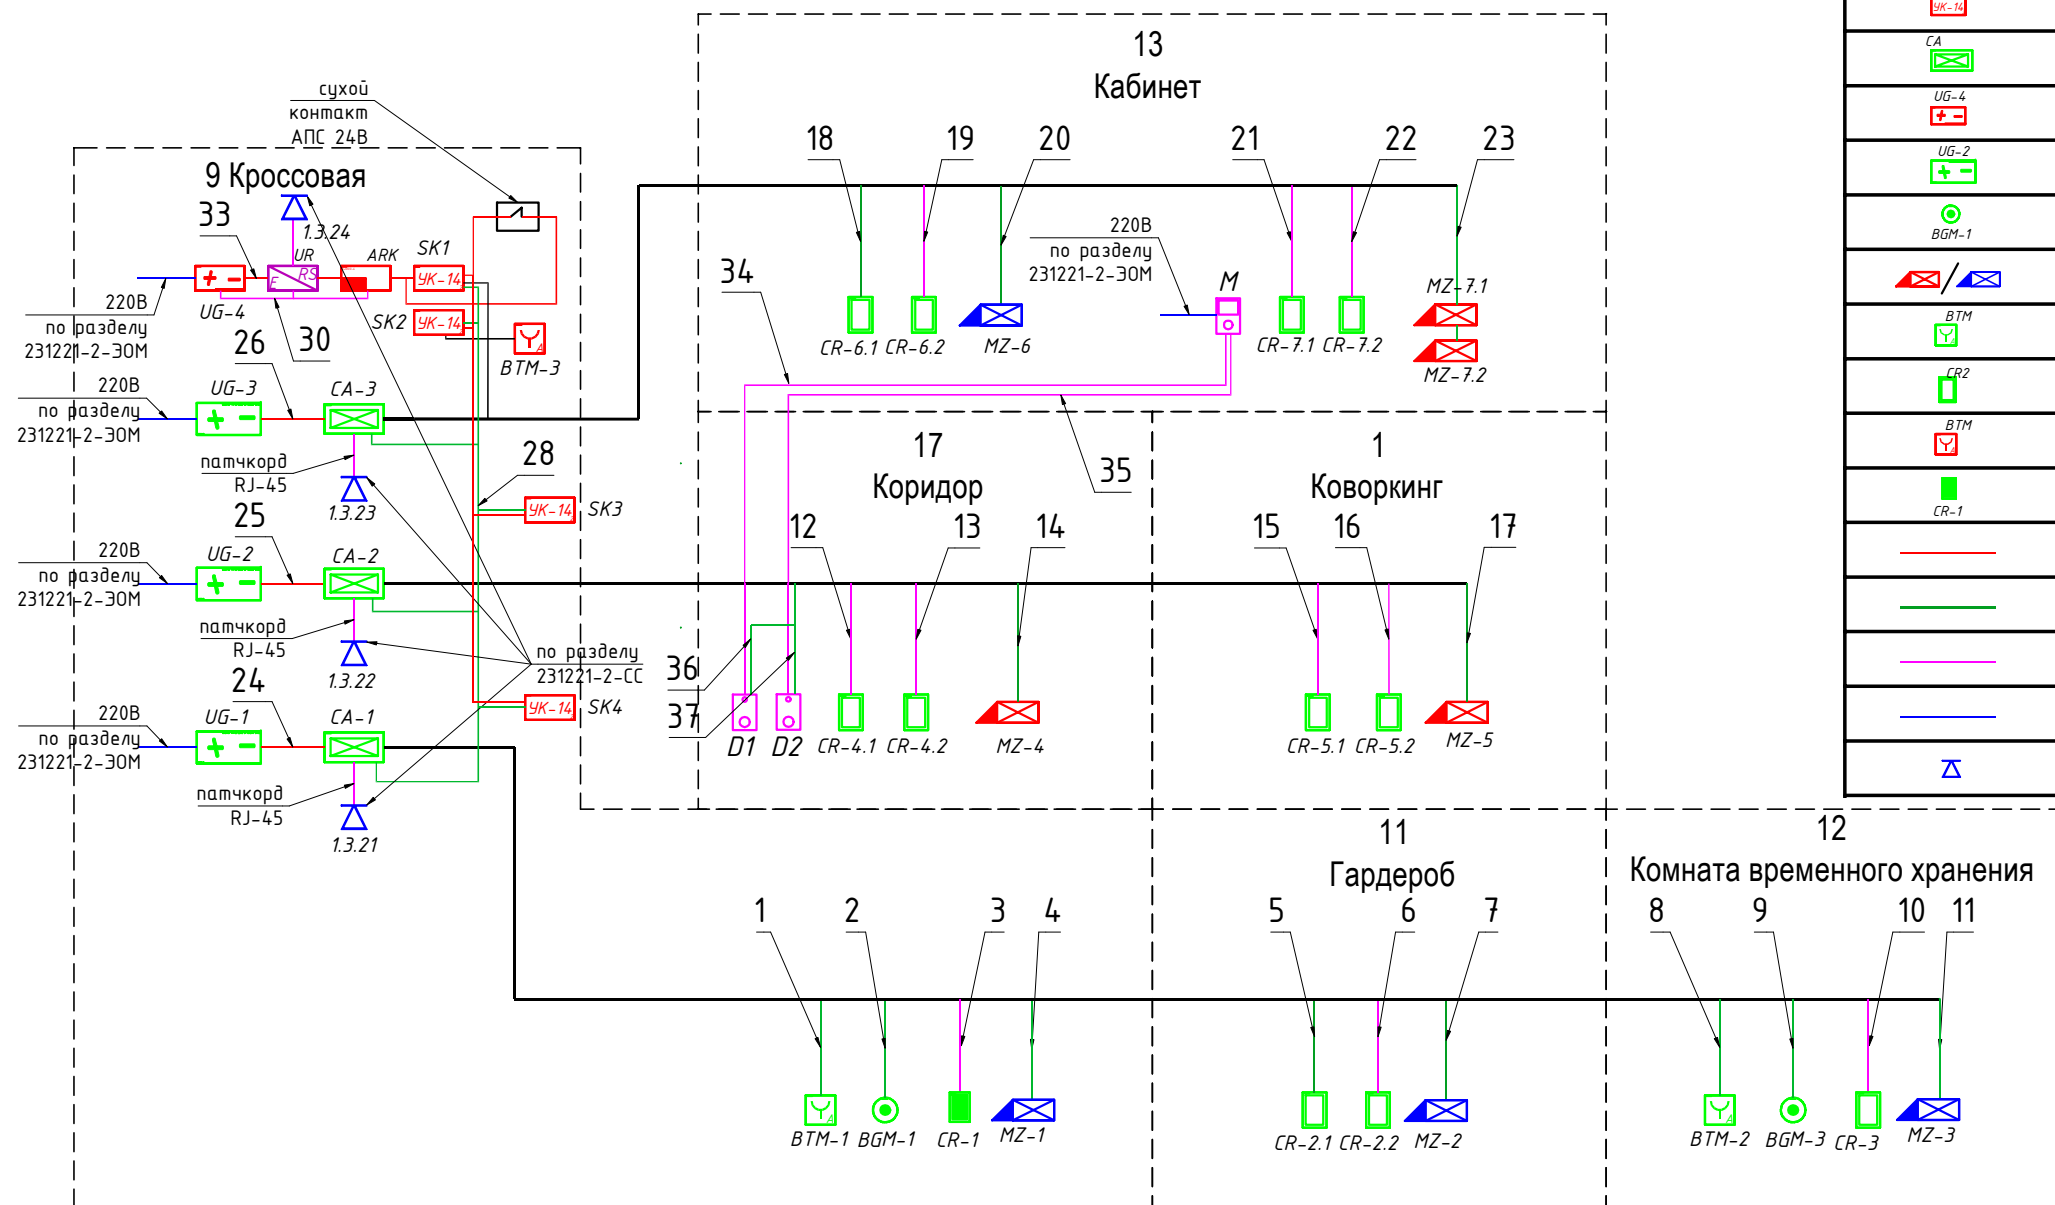 13
Кабинет
18
19
20
21
22
23
CR-6.1
CR-6.2
MZ-6
220В
по разделу
231221-2-ЭОМ
M
CR-7.1
CR-7.2
MZ-7.1
MZ-7.2
34
35
сухой
контакт
АПС 24В
9 Кроссовая
33
1.3.24
UR
E
RS
ARK
SK1
УК-14
220В
по разделу
231221-2-ЭОМ
UG-4
30
SK2
УК-14
BTM-3
A
26
220В
по разделу
231221-2-ЭОМ
UG-3
CA-3
патчкорд
RJ-45
1.3.23
28
УК-14
SK3
25
220В
по разделу
231221-2-ЭОМ
UG-2
CA-2
патчкорд
RJ-45
1.3.22
по разделу
231221-2-СС
24
УК-14
SK4
220В
по разделу
231221-2-ЭОМ
UG-1
CA-1
патчкорд
RJ-45
1.3.21
17
Коридор
12
13
14
36
37
D1
D2
CR-4.1
CR-4.2
MZ-4
1
Коворкинг
15
16
17
CR-5.1
CR-5.2
MZ-5
1
2
3
4
BTM-1
A
BGM-1
CR-1
MZ-1
11
Гардероб
5
6
7
CR-2.1
CR-2.2
MZ-2
12
Комната временного хранения
8
9
10
11
BTM-2
A
BGM-3
CR-3
MZ-3
УК-14
CA
UG-4
UG-2
BGM-1
/
BTM
A
CR2
BTM
CR-1